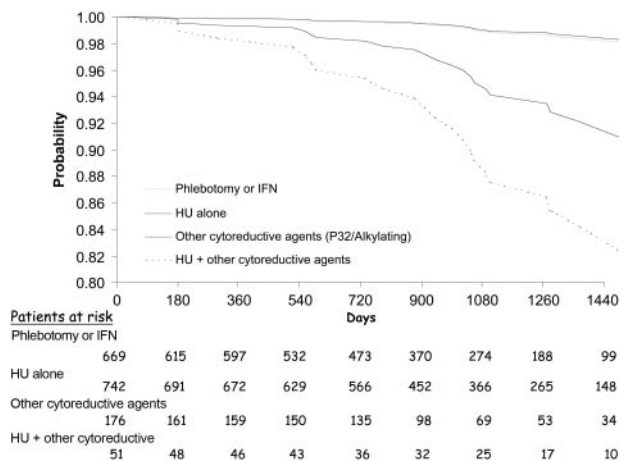 1.00
0.98
0.96
0.94
0.92
0.90
0.88
0.86
0.84
0.82
0.80
Probability
Phlebotomy or IFN
HU alone
Other cytoreductive agents (P32/Alkylating)
HU + other cytoreductive agents
0 180 360 540 720 900 1080 1260 1440
Days
Patients at risk
Phlebotomy or IFN
669 615 597 532 473 370 274 188 99
HU alone
742 691 672 629 566 452 366 265 148
Other cytoreductive agents
176 161 159 150 135 98 69 53 34
HU + other cytoreductive
51 48 46 43 36 32 25 17 10